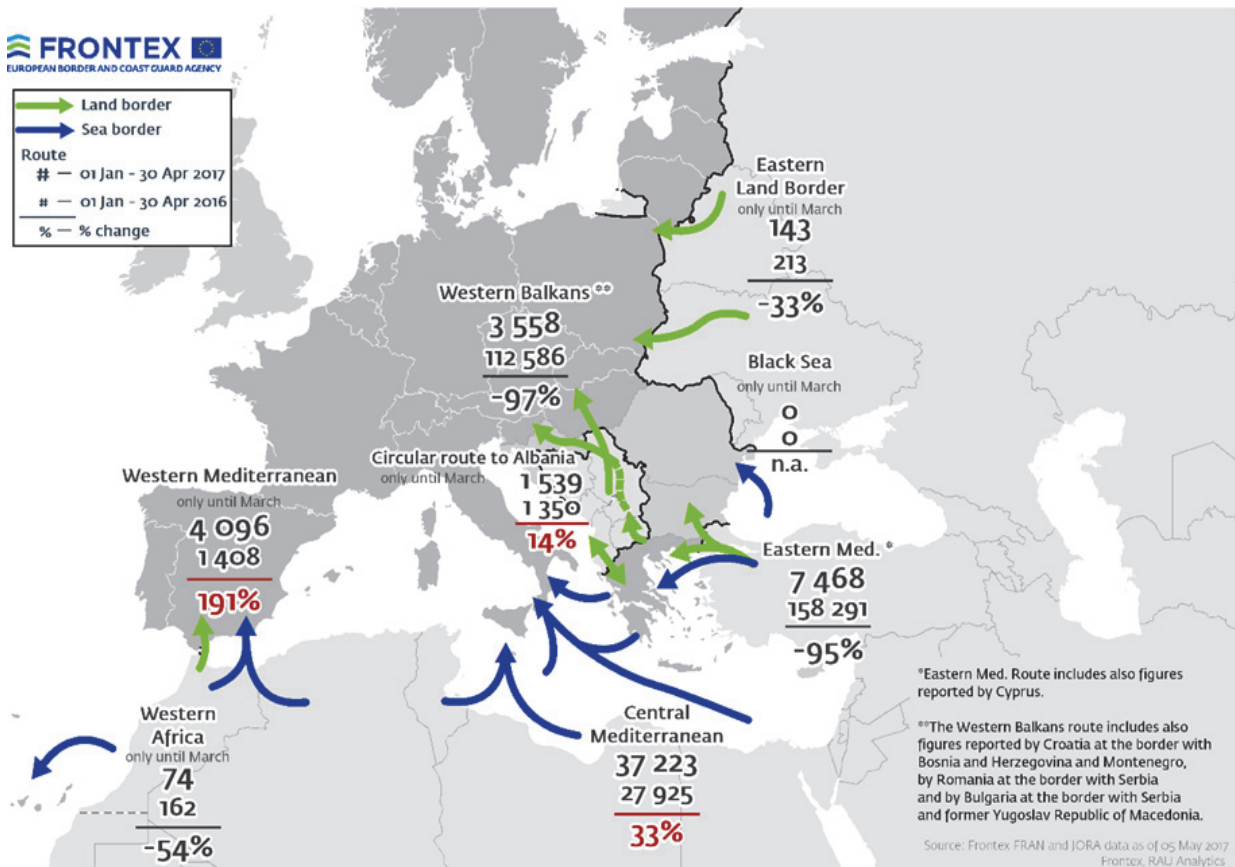 FRONTEX
EUROPEAN BORDER AND COAST GUARD AGENCY
Land border
Sea border
Route
# — 01 Jan - 30 Apr 2017
# — 01 Jan - 30 Apr 2016
% — % change
Eastern
Land Border
only until March
143
213
-33%
Western Balkans **
3 558
112 586
-97%
Black Sea
only until March
0
0
n.a.
Circular route to Albania
only until March
1 539
1 350
14%
Western Mediterranean
only until March
4 096
1 408
191%
Eastern Med. *
7 468
158 291
-95%
Western
Africa
only until March
74
162
-54%
Central
Mediterranean
37 223
27 925
33%
*Eastern Med. Route includes also figures
reported by Cyprus.
**The Western Balkans route includes also
figures reported by Croatia at the border with
Bosnia and Herzegovina and Montenegro,
by Romania at the border with Serbia
and by Bulgaria at the border with Serbia
and former Yugoslav Republic of Macedonia.
Source: Frontex FRAN and JORA data as of 05 May 2017
Frontex, RAU Analytics